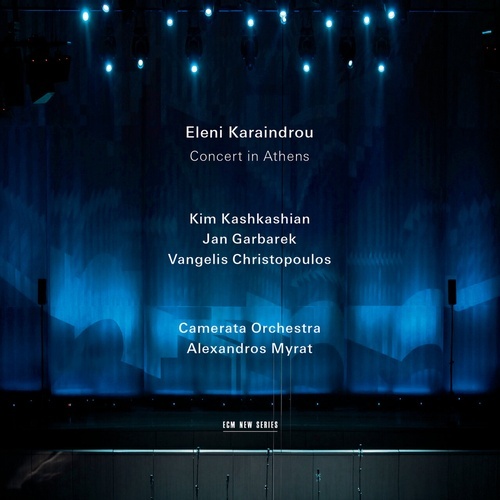 Eleni Karaindrou
Concert in Athens
Kim Kashkashian
Jan Garbarek
Vangelis Christopoulos
Camerata Orchestra
Alexandros Myrat
ECM NEW SERIES